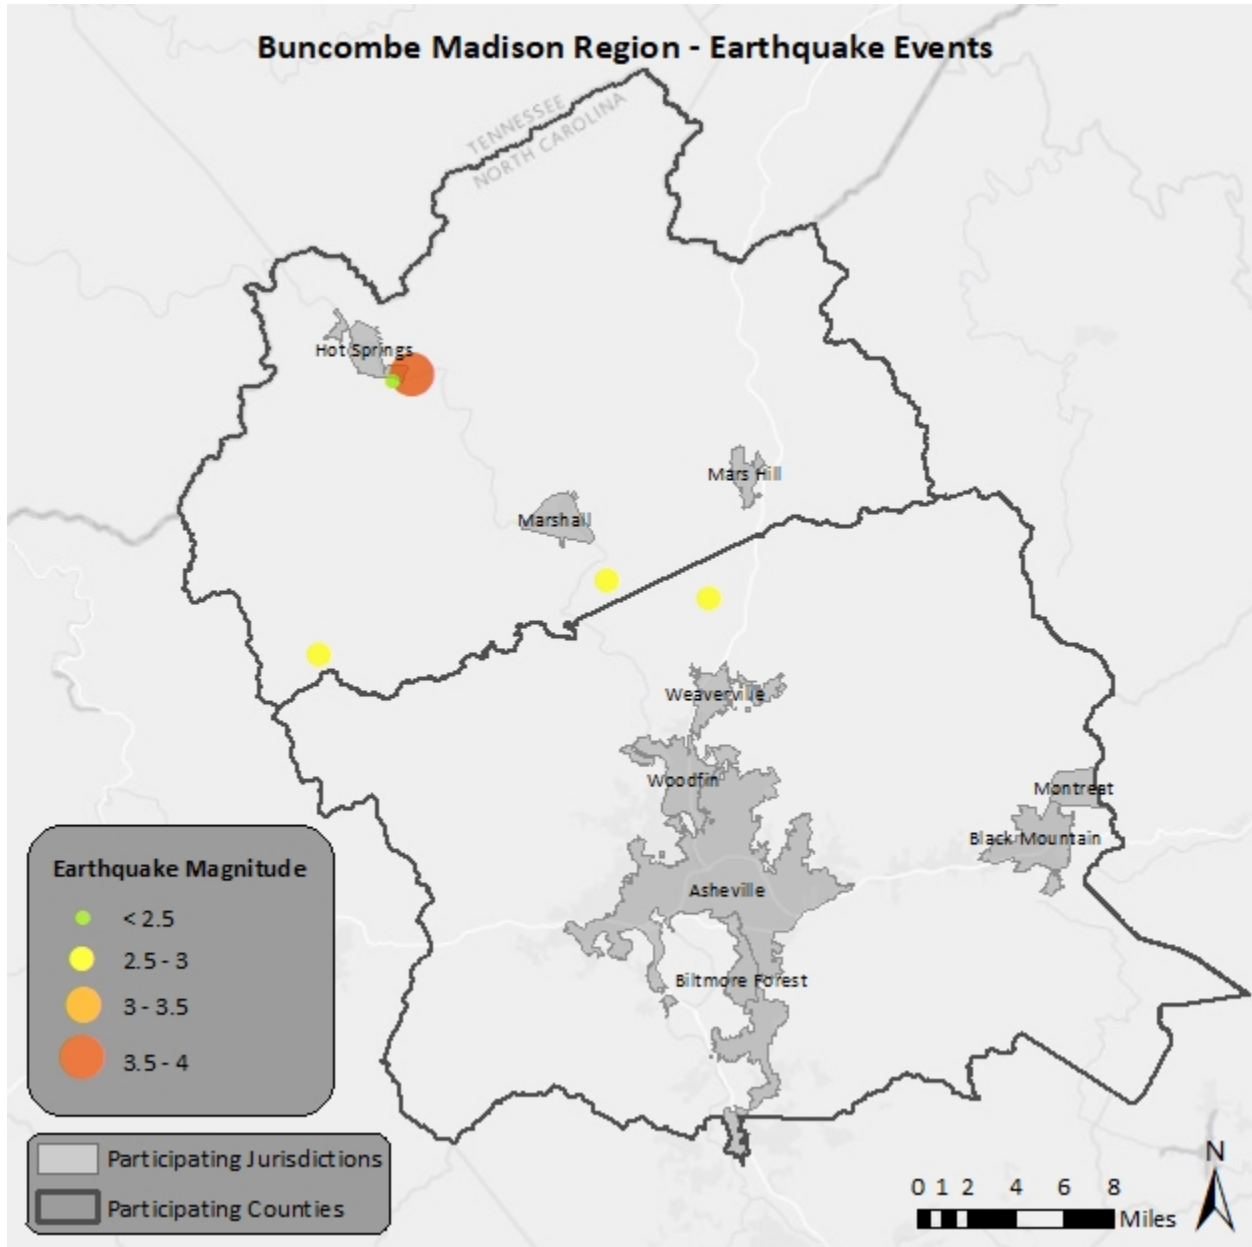 Buncombe Madison Region - Earthquake Events
TENNESSEE
NORTH CAROLINA
Hot Springs
Mars Hill
Marshall
Weaverville
Woodfin
Montreat
Black Mountain
Asheville
Biltmore Forest
Earthquake Magnitude
< 2.5
2.5 - 3
3 - 3.5
3.5 - 4
Participating Jurisdictions
Participating Counties
N
0 1 2 4 6 8
Miles